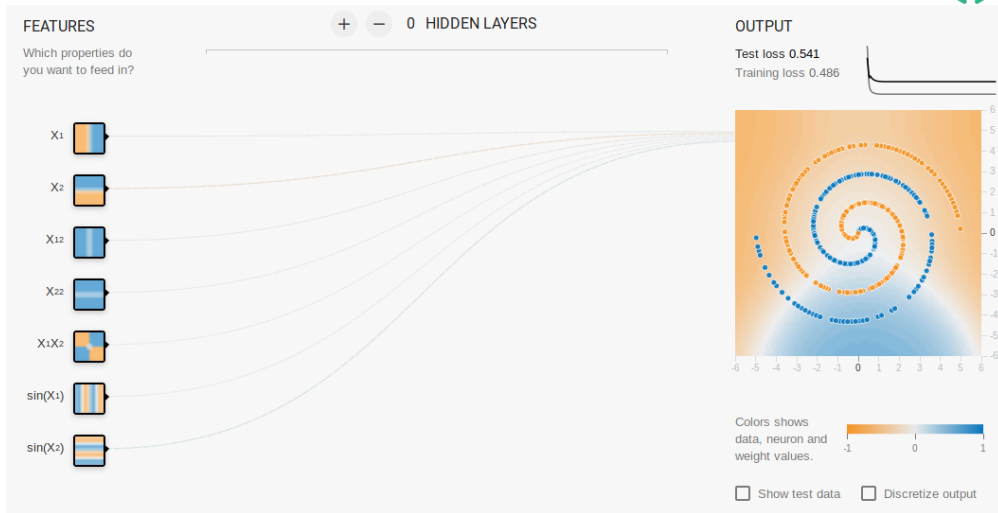 FEATURES
Which properties do
you want to feed in?
+ − 0 HIDDEN LAYERS
OUTPUT
Test loss 0.541
Training loss 0.486
X1
X2
X12
X22
X1X2
sin(X1)
sin(X2)
6
5
4
3
2
1
0
-1
-2
-3
-4
-5
-6
-6 -5 -4 -3 -2 -1 0 1 2 3 4 5 6
Colors shows
data, neuron and
weight values.
-1 0 1
Show test data Discretize output